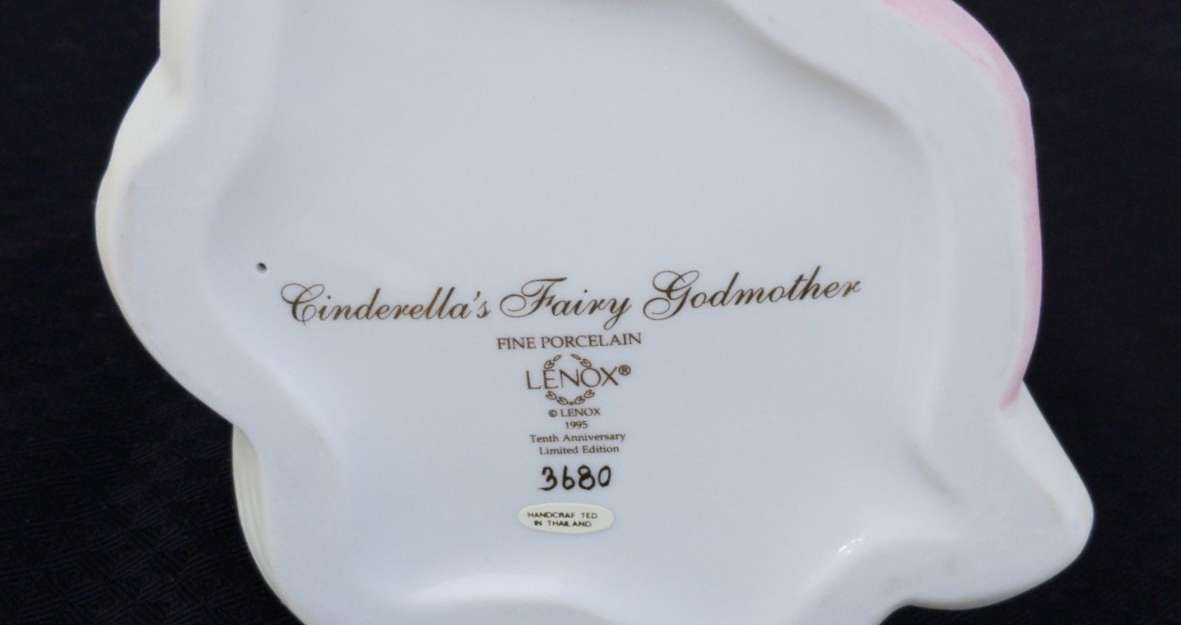 Cinderella's Fairy Godmother
FINE PORCELAIN
LENOX®
© LENOX
1995
Tenth Anniversary
Limited Edition
3680
HANDCRAFTED
IN THAILAND